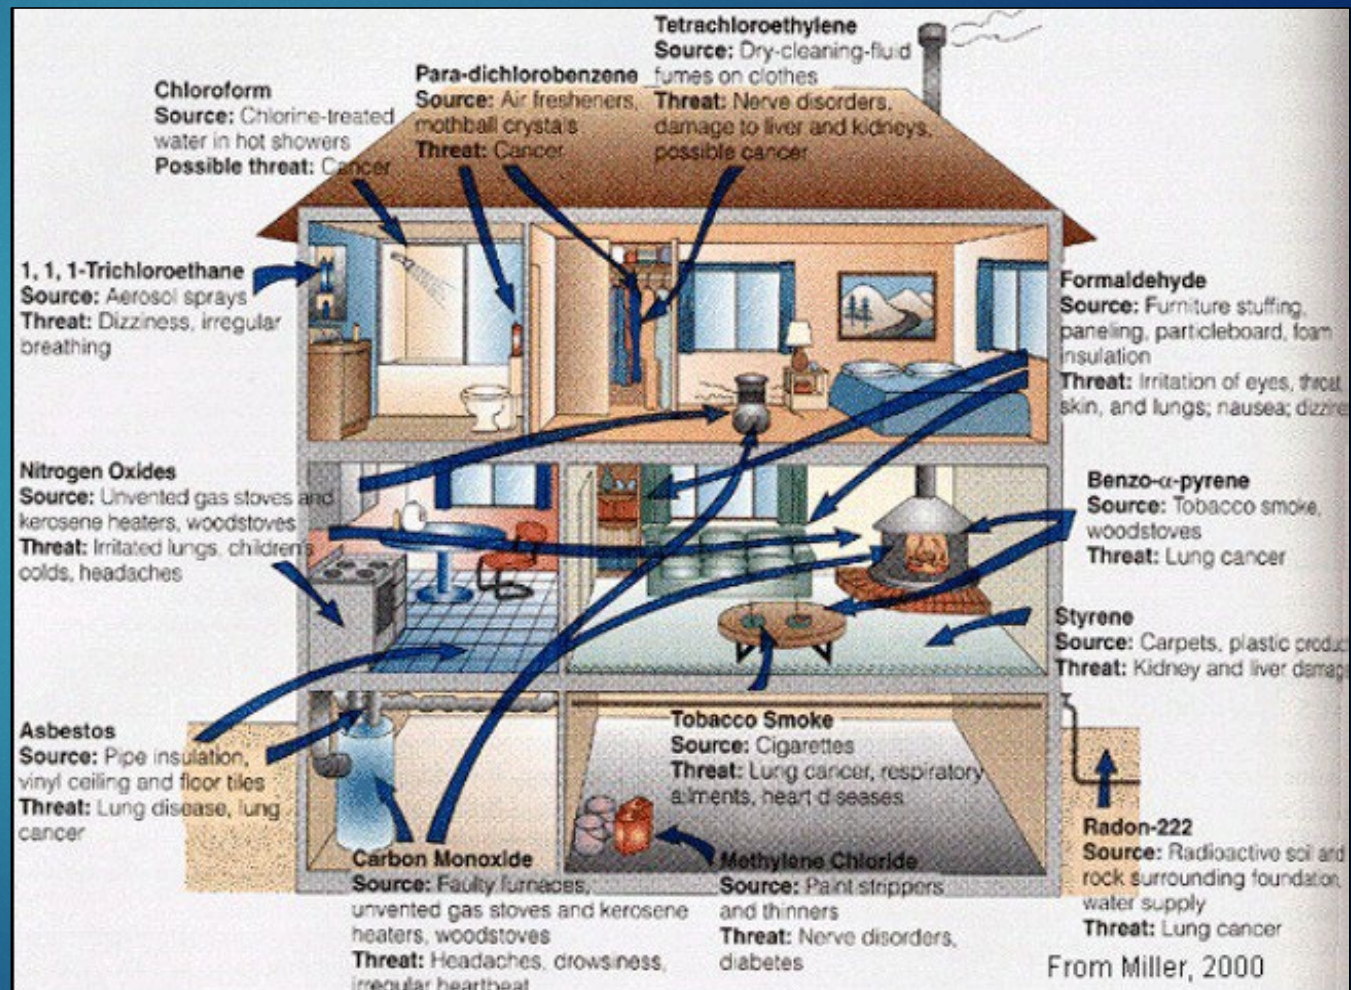 Tetrachloroethylene
Source: Dry-cleaning-fluid
fumes on clothes
Threat: Nerve disorders,
damage to liver and kidneys,
possible cancer
Para-dichlorobenzene
Source: Air fresheners,
mothball crystals
Threat: Cancer
Chloroform
Source: Chlorine-treated
water in hot showers
Possible threat: Cancer
1, 1, 1-Trichloroethane
Source: Aerosol sprays
Threat: Dizziness, irregular
breathing
Formaldehyde
Source: Furniture stuffing,
paneling, particleboard, foam
insulation
Threat: Irritation of eyes, throat,
skin, and lungs; nausea; dizzine
Nitrogen Oxides
Source: Unvented gas stoves and
kerosene heaters, woodstoves
Threat: Irritated lungs, children's
colds, headaches
Benzo-α-pyrene
Source: Tobacco smoke,
woodstoves
Threat: Lung cancer
Styrene
Source: Carpets, plastic produc
Threat: Kidney and liver damage
Asbestos
Source: Pipe insulation,
vinyl ceiling and floor tiles
Threat: Lung disease, lung
cancer
Tobacco Smoke
Source: Cigarettes
Threat: Lung cancer, respiratory
ailments, heart diseases
Radon-222
Source: Radioactive soil and
rock surrounding foundation,
water supply
Threat: Lung cancer
Carbon Monoxide
Source: Faulty furnaces,
unvented gas stoves and kerosene
heaters, woodstoves
Threat: Headaches, drowsiness,
irregular heartbeat
Methylene Chloride
Source: Paint strippers
and thinners
Threat: Nerve disorders,
diabetes
From Miller, 2000